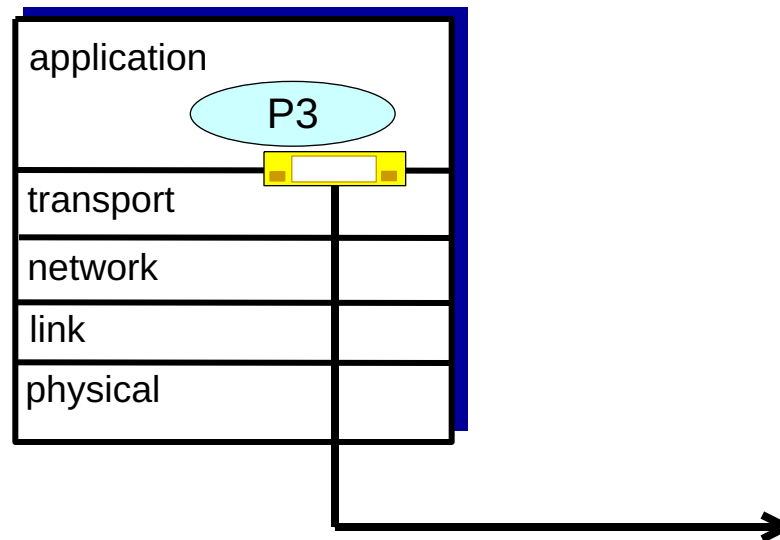 application
P3
transport
network
link
physical